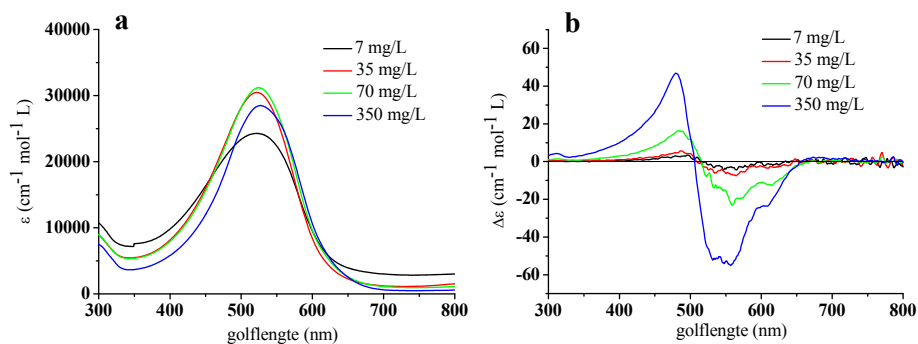 a
40000
30000
20000
10000
0
ε (cm⁻¹ mol⁻¹ L)
7 mg/L
35 mg/L
70 mg/L
350 mg/L
300 400 500 600 700 800
golflengte (nm)
b
40
20
0
-20
-40
-60
Δε (cm⁻¹ mol⁻¹ L)
7 mg/L
35 mg/L
70 mg/L
350 mg/L
300 400 500 600 700 800
golflengte (nm)